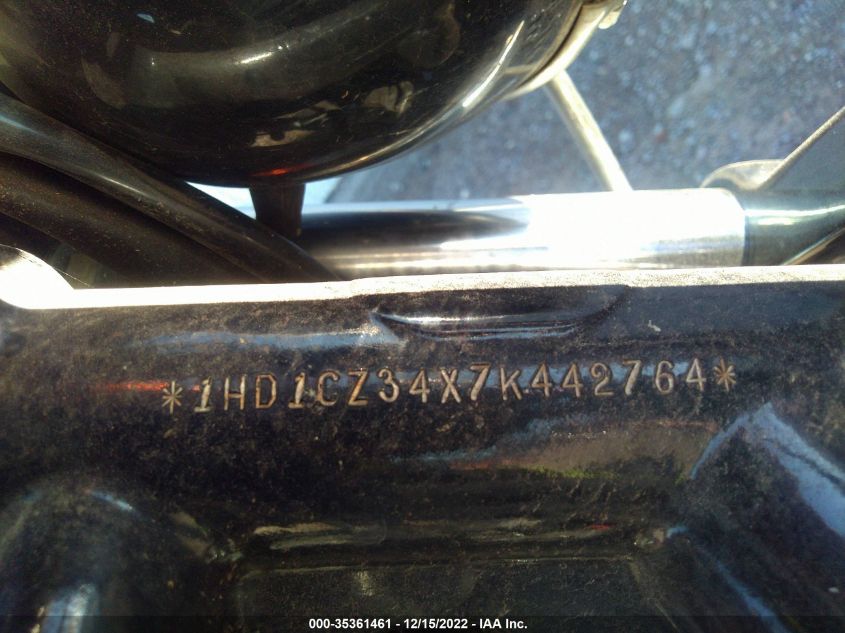 *1HD1CZ34X7K442764*
000-35361461 - 12/15/2022 - IAA Inc.